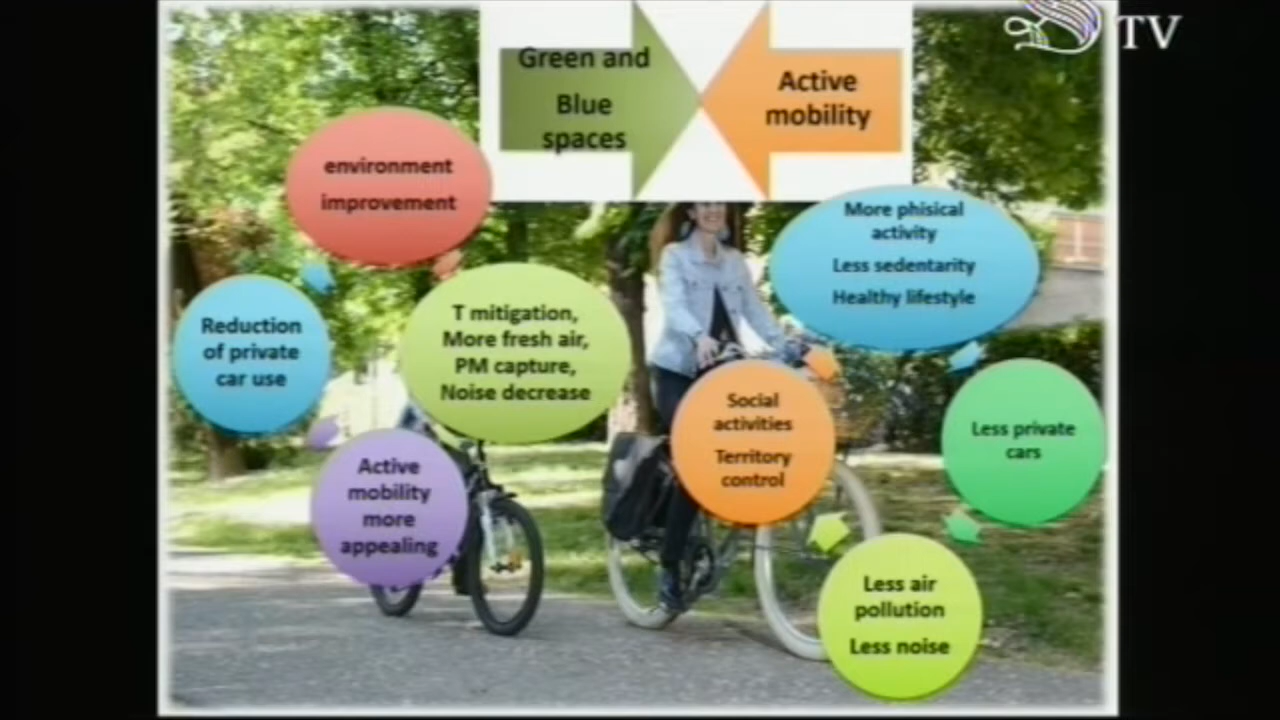 TV
Green and
Blue
spaces
Active
mobility
environment
improvement
More phisical
activity
Less sedentarity
Healthy lifestyle
Reduction
of private
car use
T mitigation,
More fresh air,
PM capture,
Noise decrease
Social
activities
Territory
control
Less private
cars
Active
mobility
more
appealing
Less air
pollution
Less noise